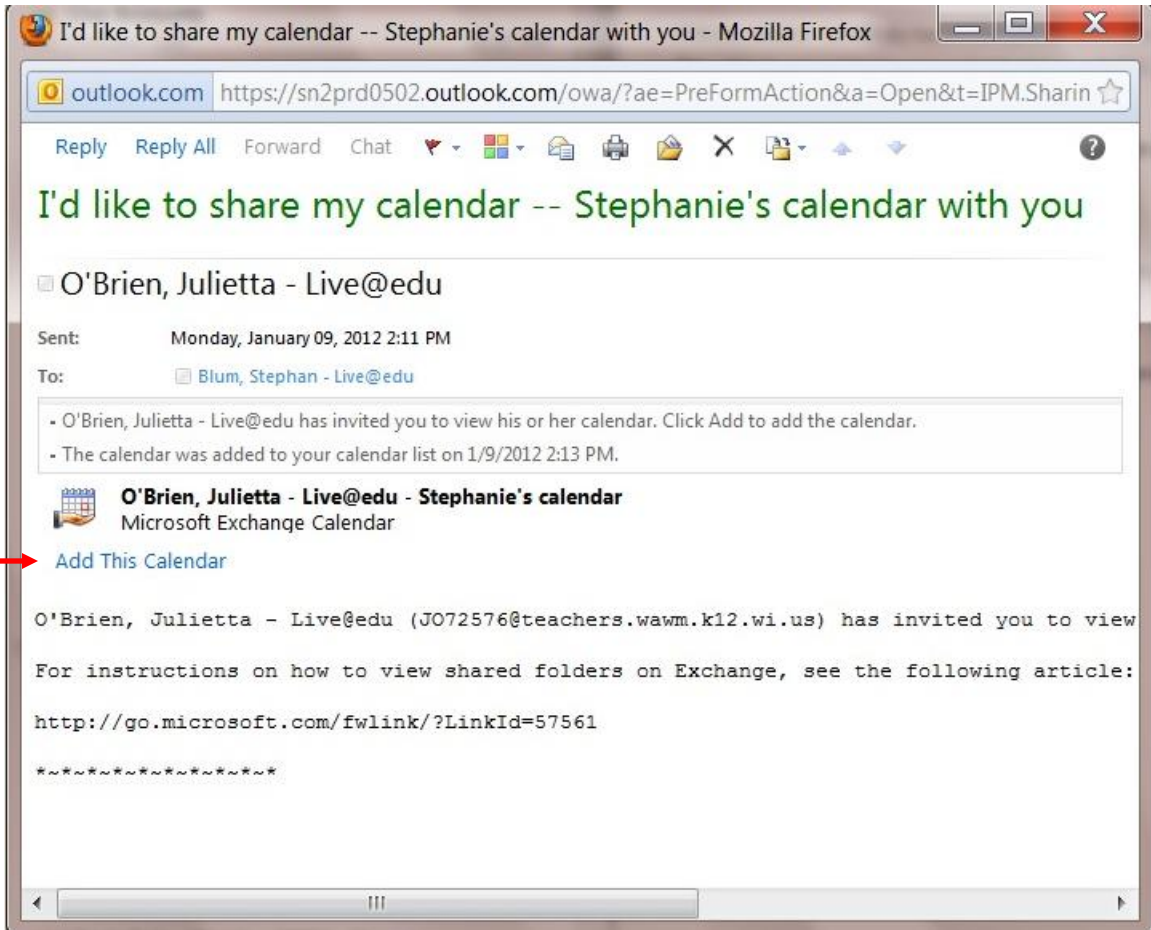 I'd like to share my calendar -- Stephanie's calendar with you - Mozilla Firefox
outlook.com https://sn2prd0502.outlook.com/owa/?ae=PreFormAction&a=Open&t=IPM.Sharin
Reply Reply All Forward Chat
I'd like to share my calendar -- Stephanie's calendar with you
O'Brien, Julietta - Live@edu
Sent: Monday, January 09, 2012 2:11 PM
To: Blum, Stephan - Live@edu
- O'Brien, Julietta - Live@edu has invited you to view his or her calendar. Click Add to add the calendar.
- The calendar was added to your calendar list on 1/9/2012 2:13 PM.
O'Brien, Julietta - Live@edu - Stephanie's calendar
Microsoft Exchange Calendar
Add This Calendar
O'Brien, Julietta - Live@edu (JO72576@teachers.wawm.k12.wi.us) has invited you to view
For instructions on how to view shared folders on Exchange, see the following article:
http://go.microsoft.com/fwlink/?LinkId=57561
*~*~*~*~*~*~*~*~*~*